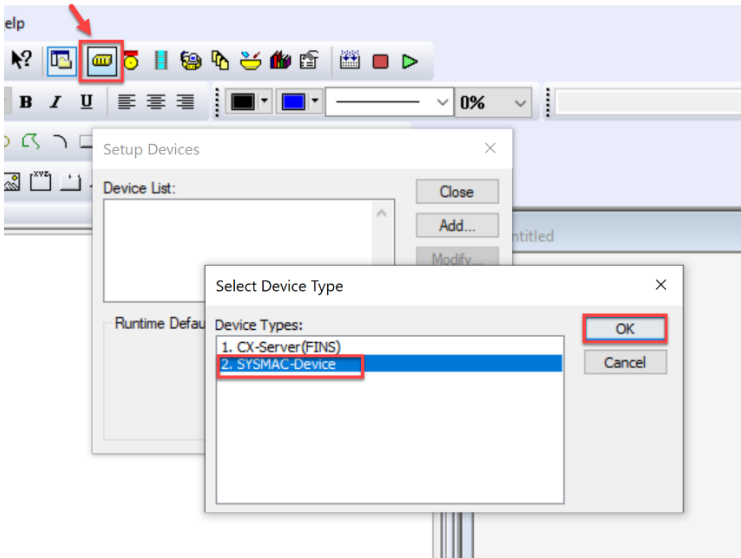 elp
B I U
0%
Setup Devices
Device List:
Close
Add...
ntitled
Modify...
Select Device Type
Runtime Defau
Device Types:
OK
1. CX-Server(FINS)
2. SYSMAC-Device
Cancel
XYZ